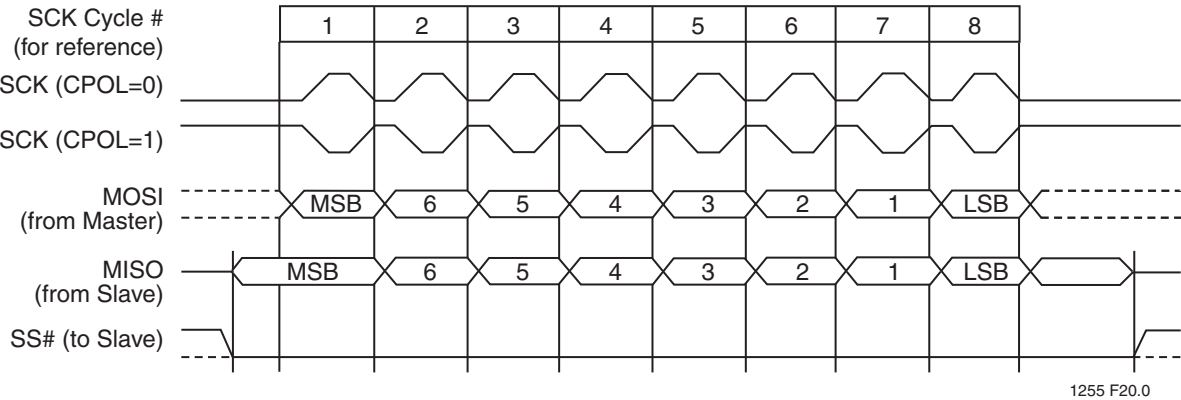 SCK Cycle #
(for reference)
1 2 3 4 5 6 7 8
SCK (CPOL=0)
SCK (CPOL=1)
MOSI
(from Master)
MSB 6 5 4 3 2 1 LSB
MISO
(from Slave)
MSB 6 5 4 3 2 1 LSB
SS# (to Slave)
1255 F20.0